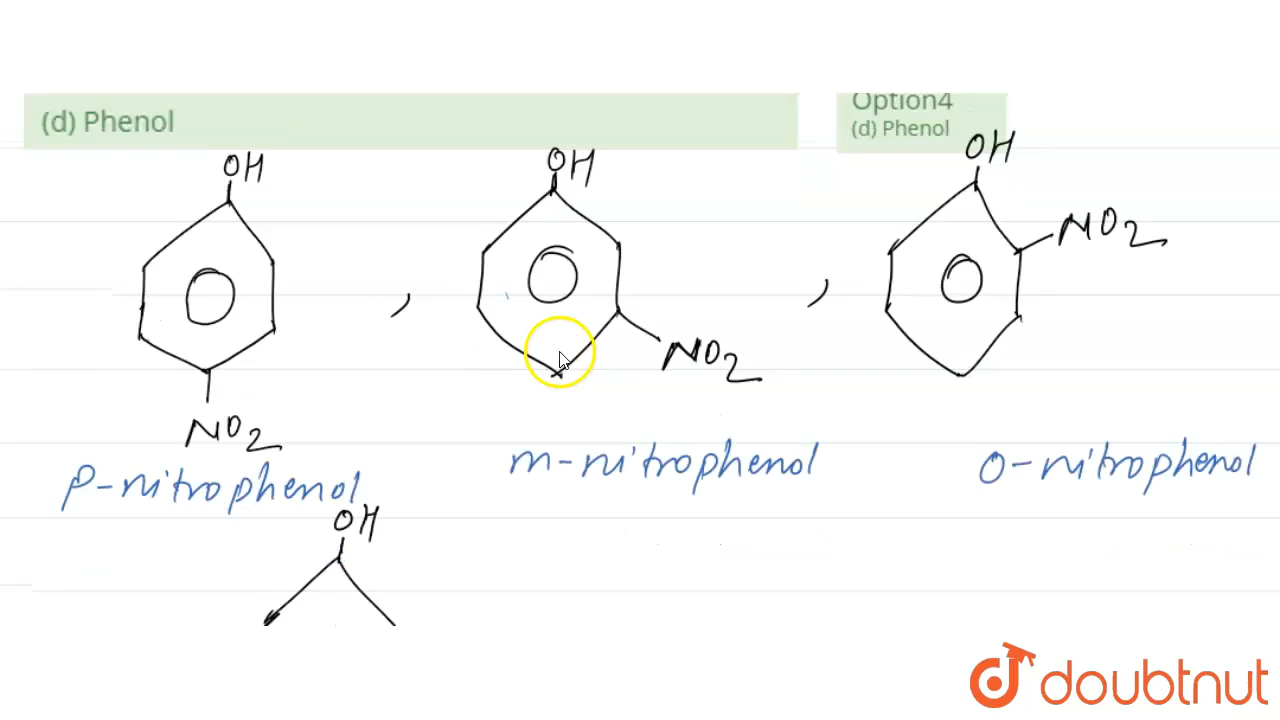 (d) Phenol
Option4
(d) Phenol
OH
OH
OH
NO2
NO2
NO2
p-nitrophenol
m-nitrophenol
o-nitrophenol
OH
doubtnut